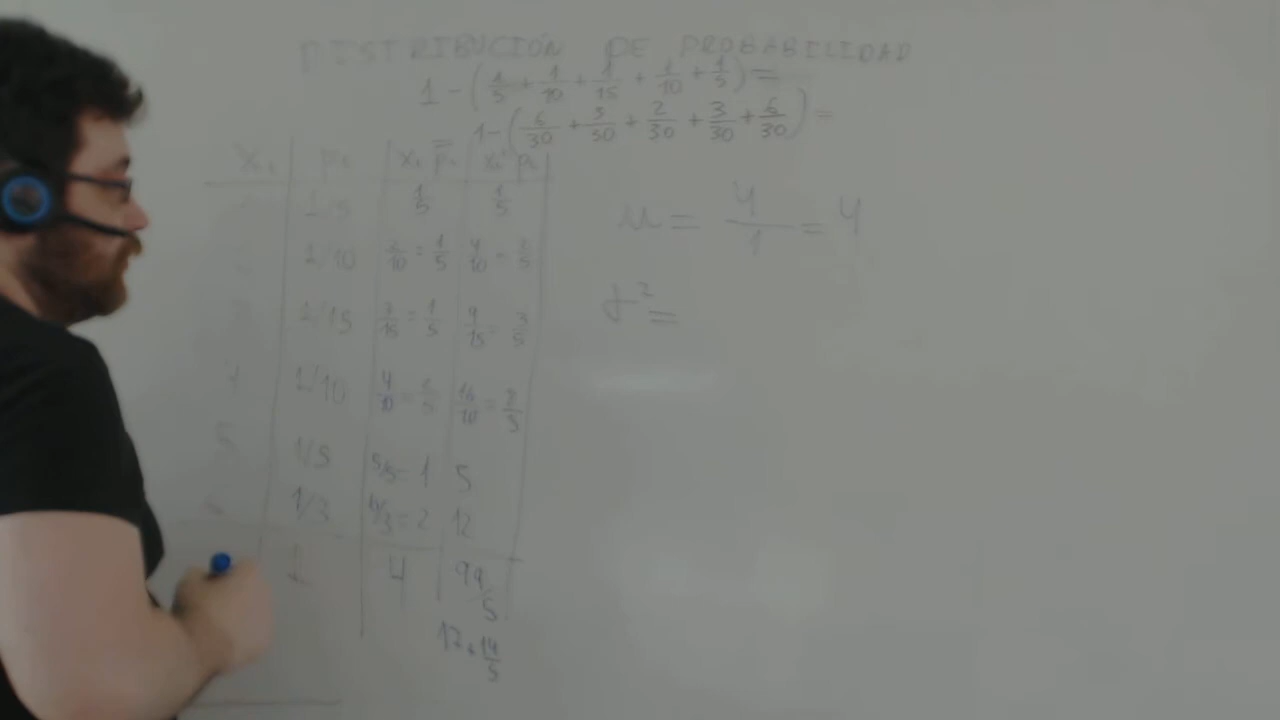 DISTRIBUCIÓN DE PROBABILIDAD
1 - (1/5 + 1/10 + 1/15 + 1/10 + 1/5) =
1 - (6/30 + 3/30 + 2/30 + 3/30 + 6/30) =
xᵢ pᵢ xᵢ pᵢ xᵢ² pᵢ
1/5 1/5 1/5
1/10 2/10 = 1/5 4/10 = 2/5
1/15 3/15 = 1/5 9/15 = 3/5
1/10 4/10 = 2/5 16/10 = 8/5
5 1/5 5/5 = 1 5
1/3 6/3 = 2 12
1 4 99/5
17 + 14/5
μ = 4/1 = 4
σ² =